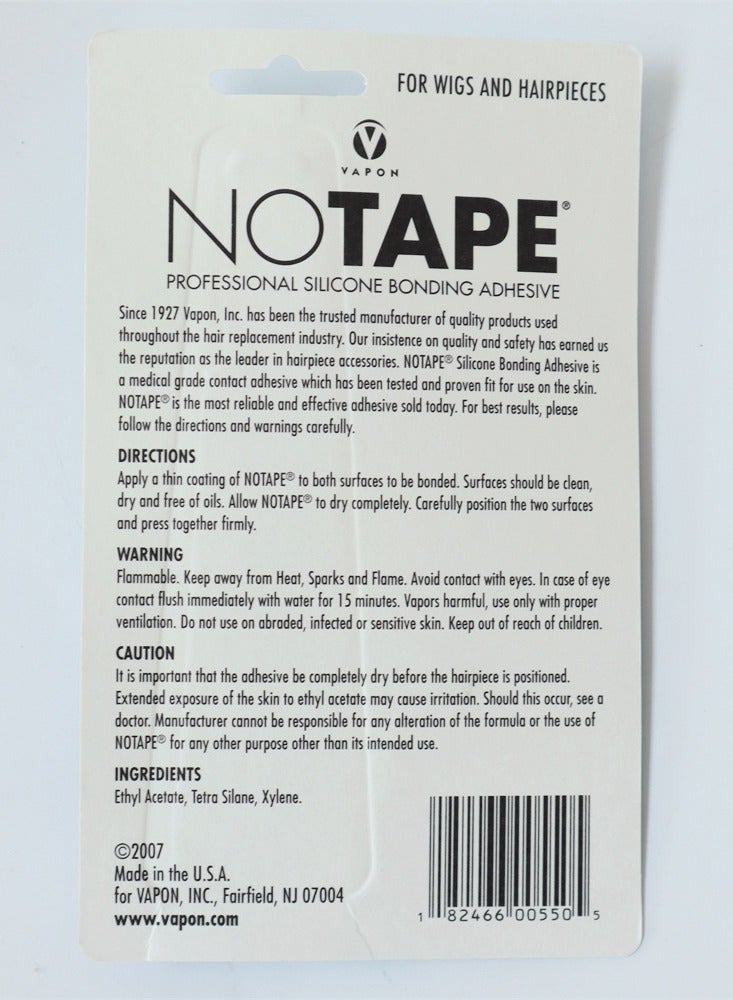 FOR WIGS AND HAIRPIECES
VAPON
NOTAPE®
PROFESSIONAL SILICONE BONDING ADHESIVE
Since 1927 Vapon, Inc. has been the trusted manufacturer of quality products used
throughout the hair replacement industry. Our insistence on quality and safety has earned us
the reputation as the leader in hairpiece accessories. NOTAPE® Silicone Bonding Adhesive is
a medical grade contact adhesive which has been tested and proven fit for use on the skin.
NOTAPE® is the most reliable and effective adhesive sold today. For best results, please
follow the directions and warnings carefully.
DIRECTIONS
Apply a thin coating of NOTAPE® to both surfaces to be bonded. Surfaces should be clean,
dry and free of oils. Allow NOTAPE® to dry completely. Carefully position the two surfaces
and press together firmly.
WARNING
Flammable. Keep away from Heat, Sparks and Flame. Avoid contact with eyes. In case of eye
contact flush immediately with water for 15 minutes. Vapors harmful, use only with proper
ventilation. Do not use on abraded, infected or sensitive skin. Keep out of reach of children.
CAUTION
It is important that the adhesive be completely dry before the hairpiece is positioned.
Extended exposure of the skin to ethyl acetate may cause irritation. Should this occur, see a
doctor. Manufacturer cannot be responsible for any alteration of the formula or the use of
NOTAPE® for any other purpose other than its intended use.
INGREDIENTS
Ethyl Acetate, Tetra Silane, Xylene.
©2007
Made in the U.S.A.
for VAPON, INC., Fairfield, NJ 07004
www.vapon.com
1 82466 00550 5